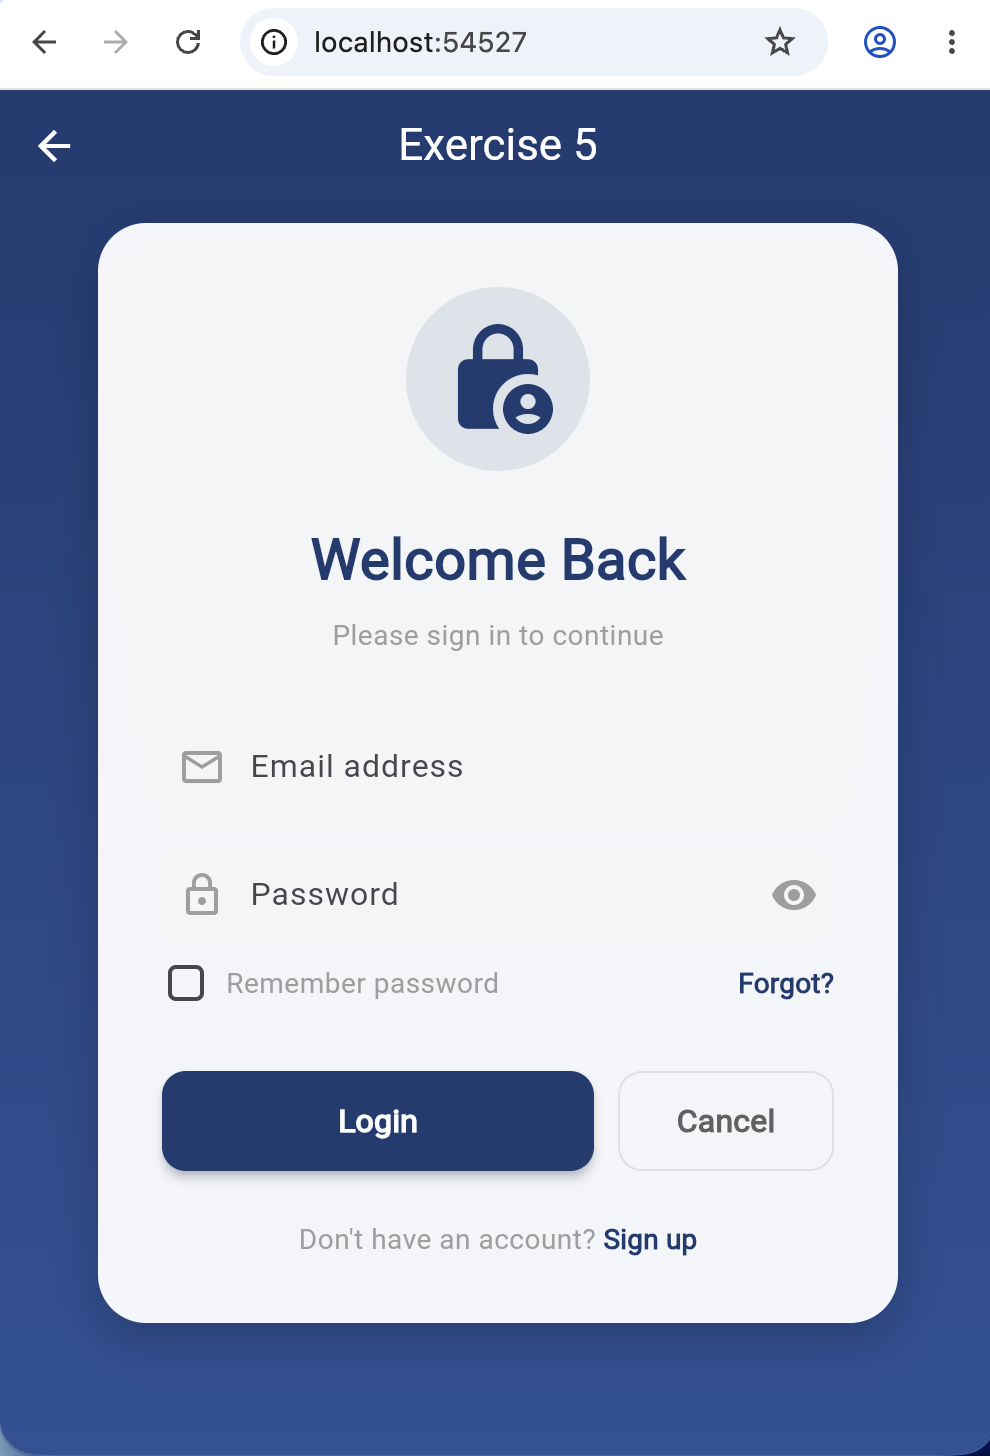 localhost:54527
Exercise 5
Welcome Back
Please sign in to continue
Email address
Password
Remember password Forgot?
Login Cancel
Don't have an account? Sign up